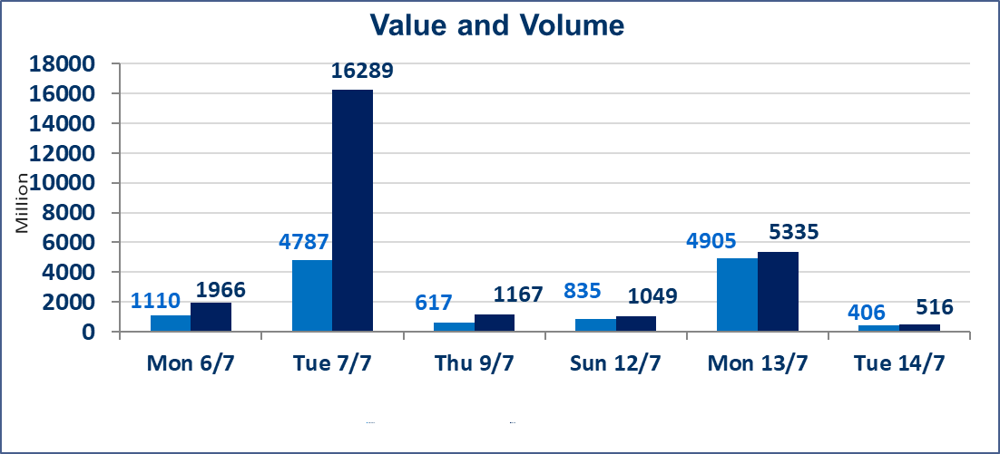 Value and Volume
Million
18000
16000
14000
12000
10000
8000
6000
4000
2000
0
1110
1966
4787
16289
617
1167
835
1049
4905
5335
406
516
Mon 6/7
Tue 7/7
Thu 9/7
Sun 12/7
Mon 13/7
Tue 14/7